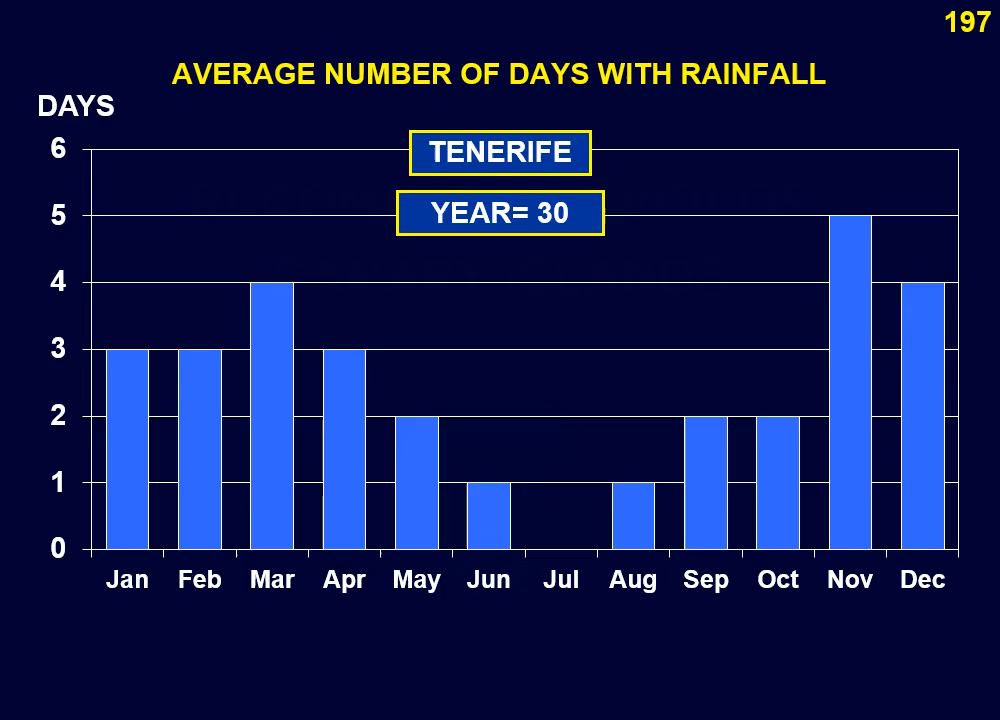 197
AVERAGE NUMBER OF DAYS WITH RAINFALL
DAYS
TENERIFE
YEAR= 30
6
5
4
3
2
1
0
Jan Feb Mar Apr May Jun Jul Aug Sep Oct Nov Dec